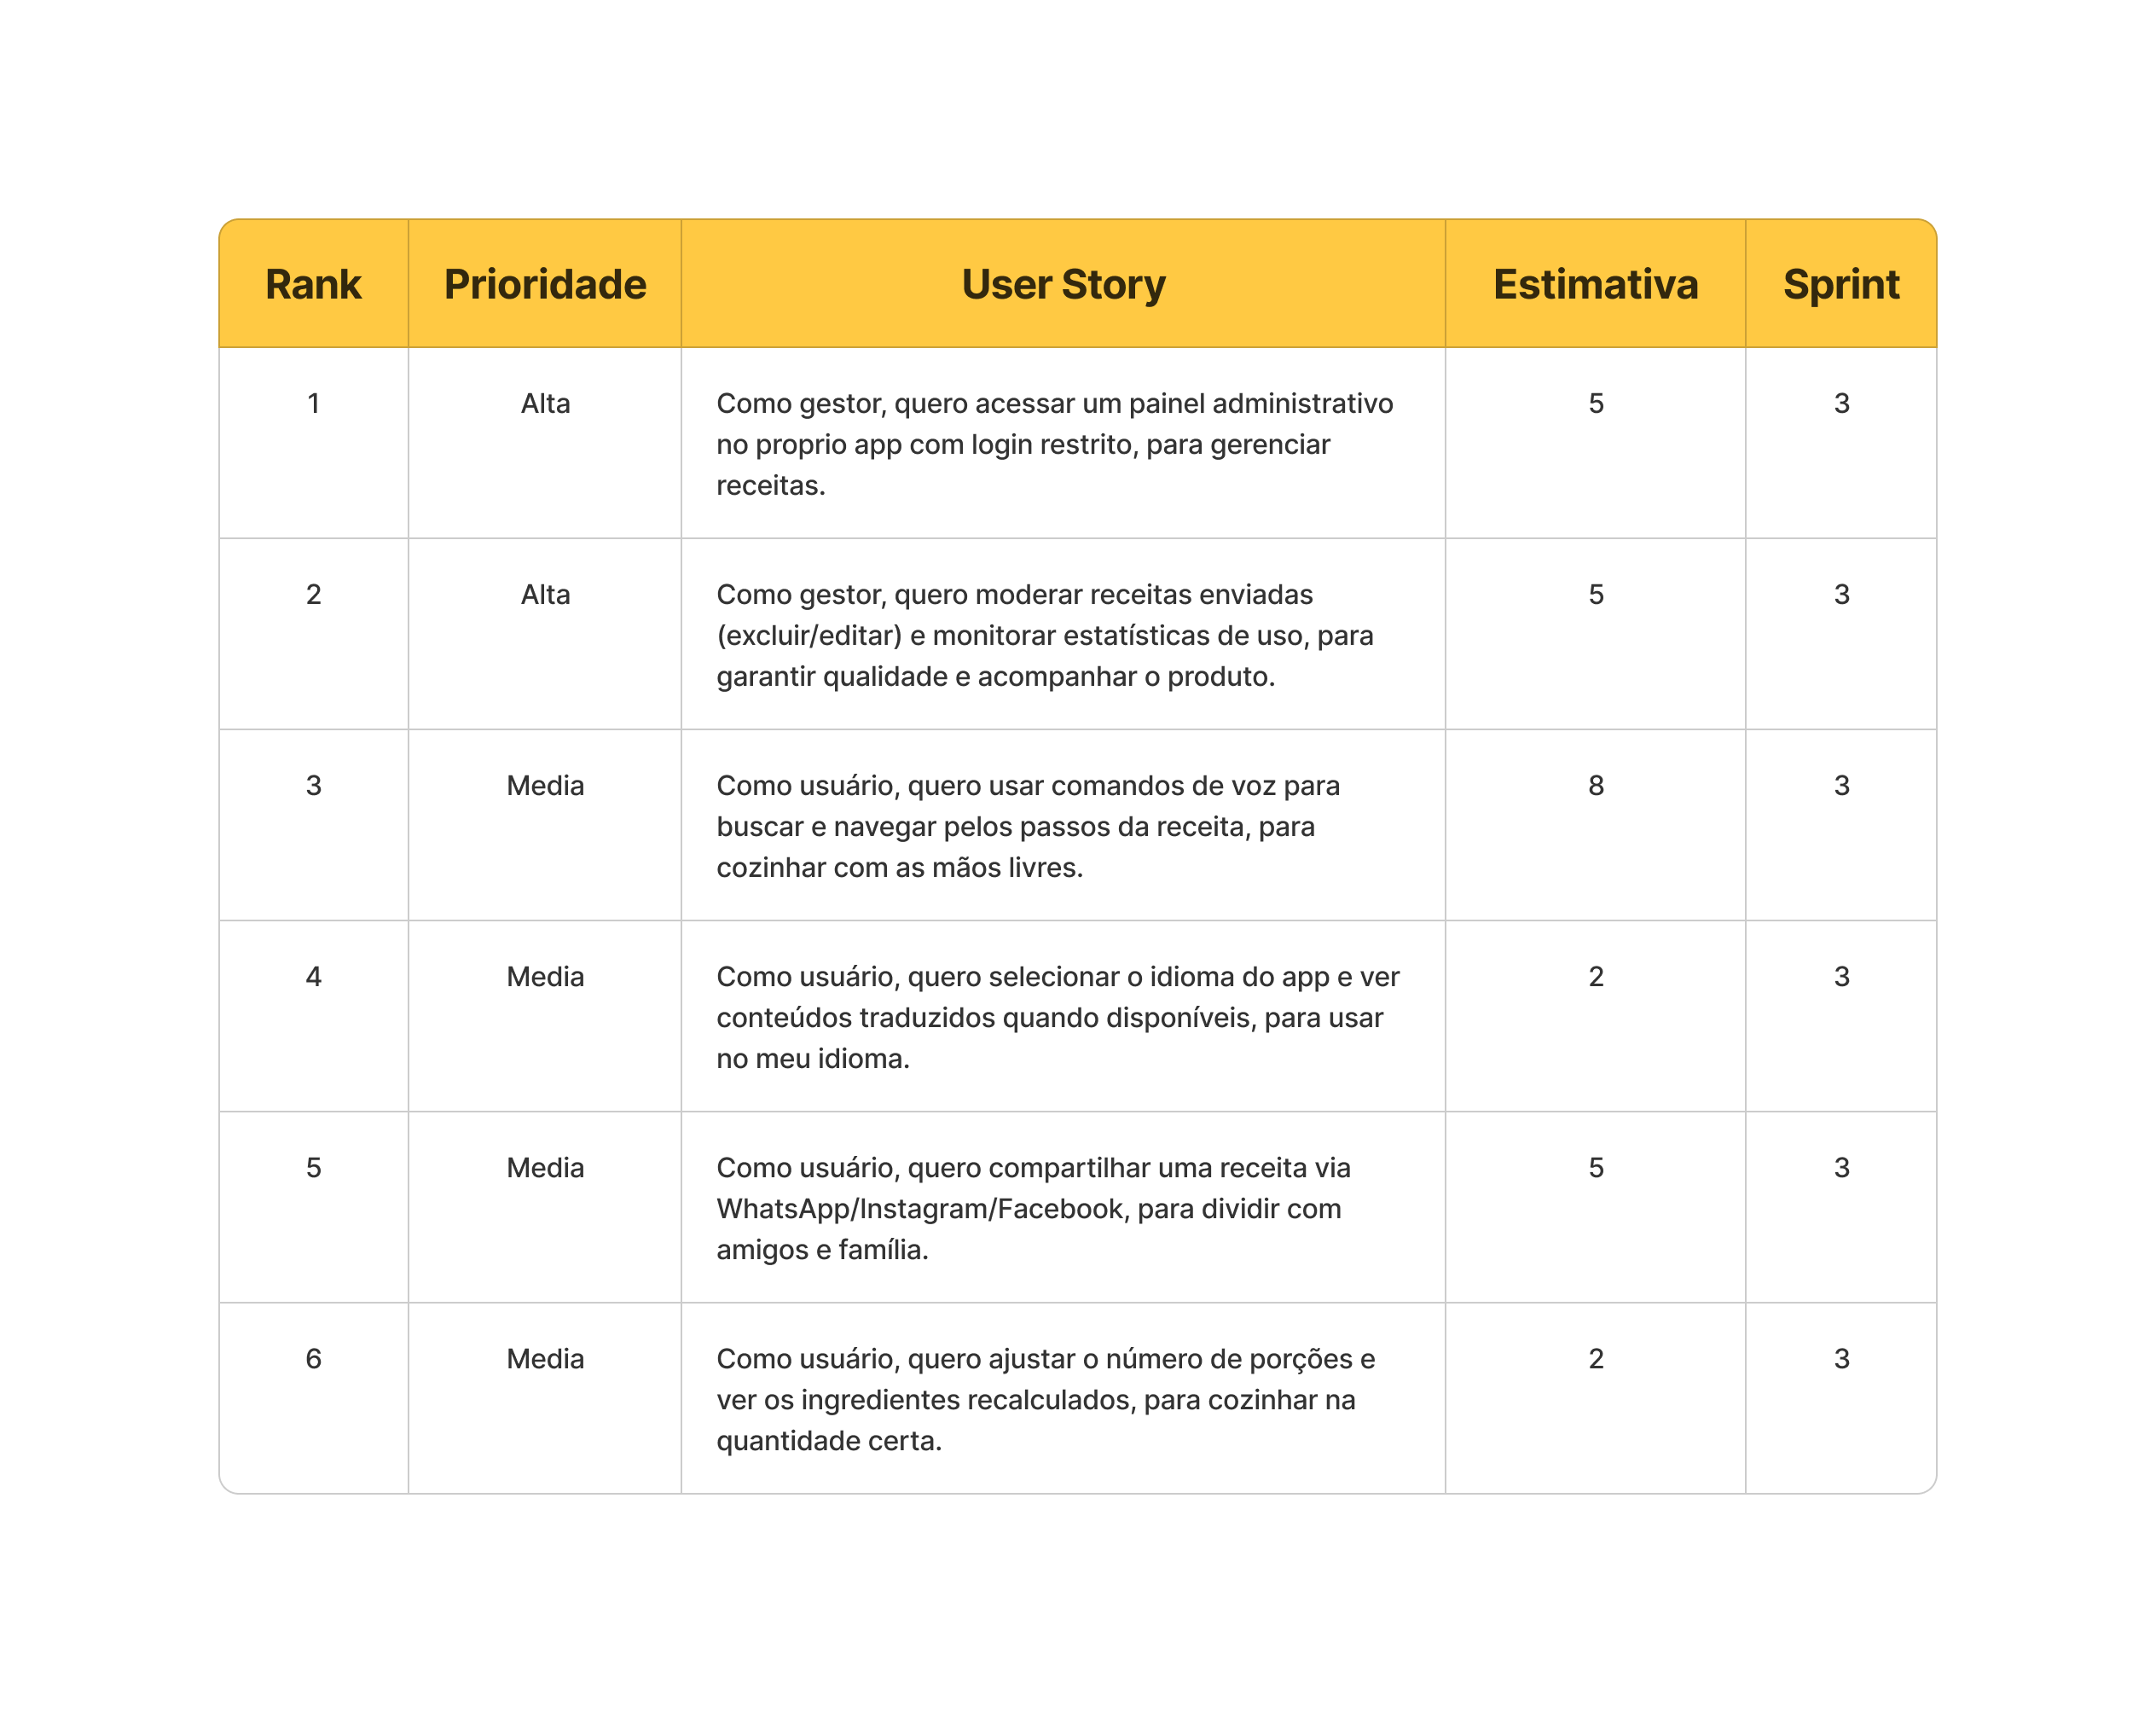 Rank Prioridade User Story Estimativa Sprint
1 Alta Como gestor, quero acessar um painel administrativo 5 3
no proprio app com login restrito, para gerenciar
receitas.
2 Alta Como gestor, quero moderar receitas enviadas 5 3
(excluir/editar) e monitorar estatísticas de uso, para
garantir qualidade e acompanhar o produto.
3 Media Como usuário, quero usar comandos de voz para 8 3
buscar e navegar pelos passos da receita, para
cozinhar com as mãos livres.
4 Media Como usuário, quero selecionar o idioma do app e ver 2 3
conteúdos traduzidos quando disponíveis, para usar
no meu idioma.
5 Media Como usuário, quero compartilhar uma receita via 5 3
WhatsApp/Instagram/Facebook, para dividir com
amigos e família.
6 Media Como usuário, quero ajustar o número de porções e 2 3
ver os ingredientes recalculados, para cozinhar na
quantidade certa.